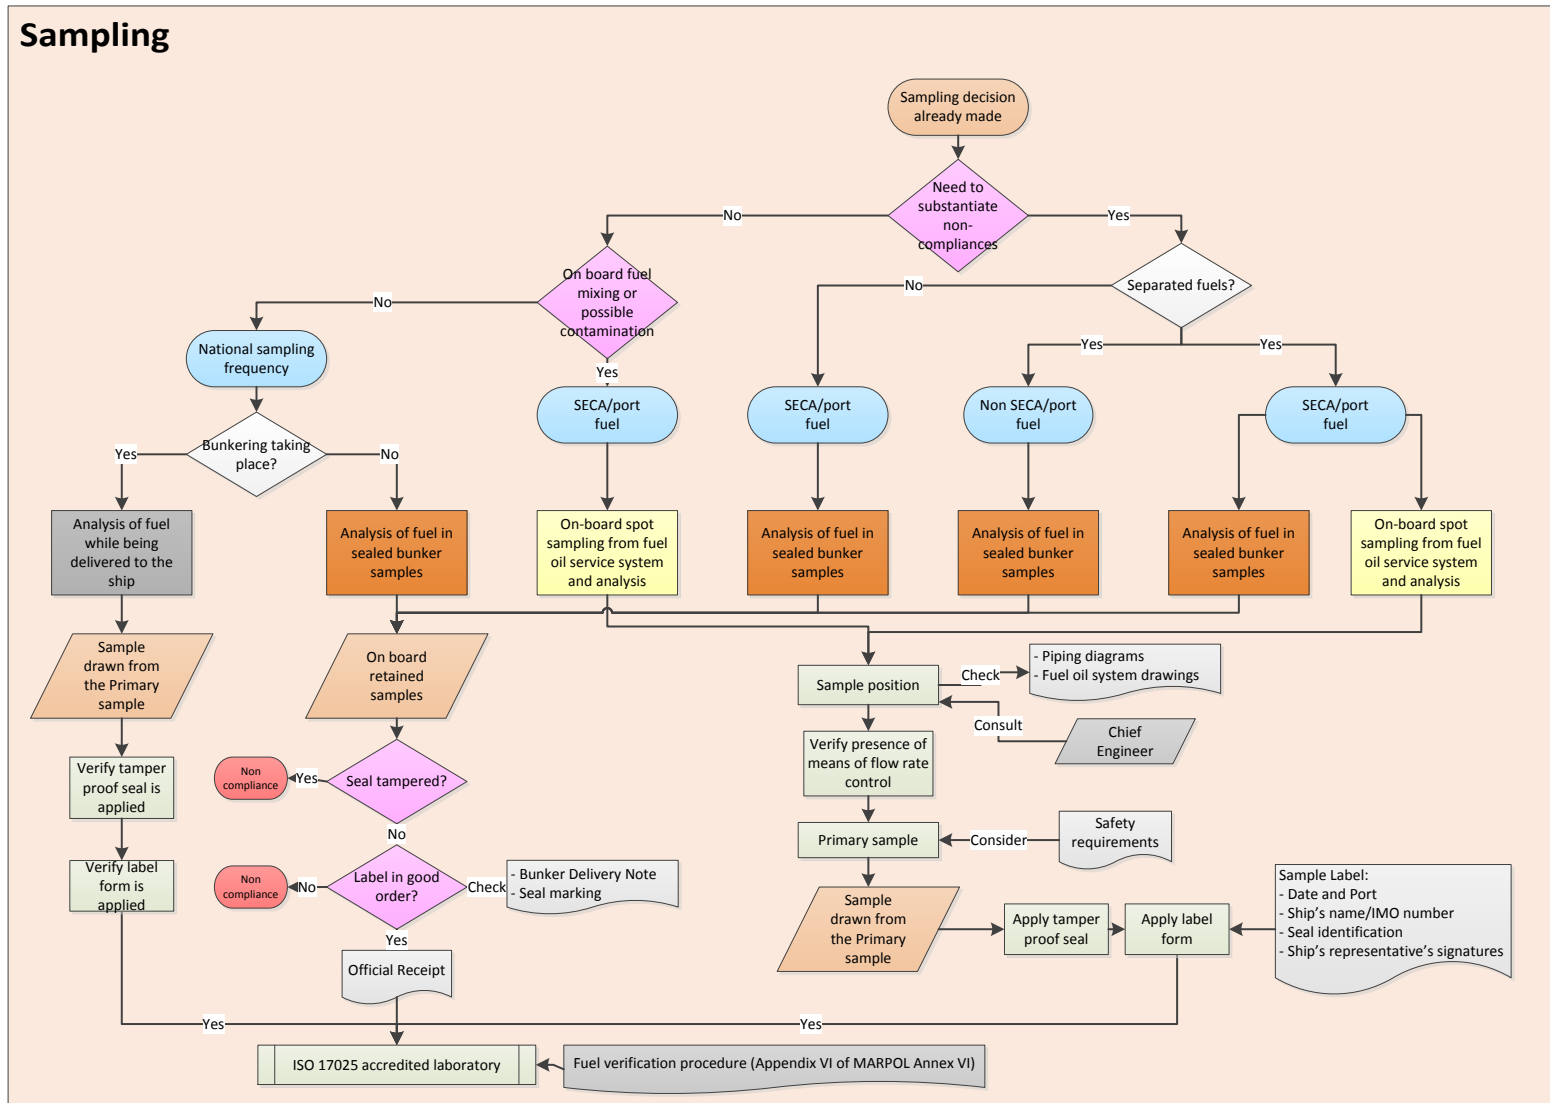 Sampling
Sampling decision
already made
Need to
substantiate
non-
compliances
No
Yes
On board fuel
mixing or
possible
contamination
Separated fuels?
No
No
Yes
Yes
Yes
National sampling
frequency
SECA/port
fuel
SECA/port
fuel
Non SECA/port
fuel
SECA/port
fuel
Bunkering taking
place?
Yes
No
Analysis of fuel
while being
delivered to the
ship
Analysis of fuel in
sealed bunker
samples
On-board spot
sampling from fuel
oil service system
and analysis
Analysis of fuel in
sealed bunker
samples
Analysis of fuel in
sealed bunker
samples
Analysis of fuel in
sealed bunker
samples
On-board spot
sampling from fuel
oil service system
and analysis
Sample
drawn from
the Primary
sample
On board
retained
samples
Sample position
Check
- Piping diagrams
- Fuel oil system drawings
Consult
Chief
Engineer
Verify tamper
proof seal is
applied
Non
compliance
Yes
Seal tampered?
No
Verify presence of
means of flow rate
control
Primary sample
Consider
Safety
requirements
Verify label
form is
applied
Non
compliance
No
Label in good
order?
Check
- Bunker Delivery Note
- Seal marking
Yes
Official Receipt
Sample
drawn from
the Primary
sample
Apply tamper
proof seal
Apply label
form
Sample Label:
- Date and Port
- Ship's name/IMO number
- Seal identification
- Ship's representative's signatures
Yes
Yes
ISO 17025 accredited laboratory
Fuel verification procedure (Appendix VI of MARPOL Annex VI)